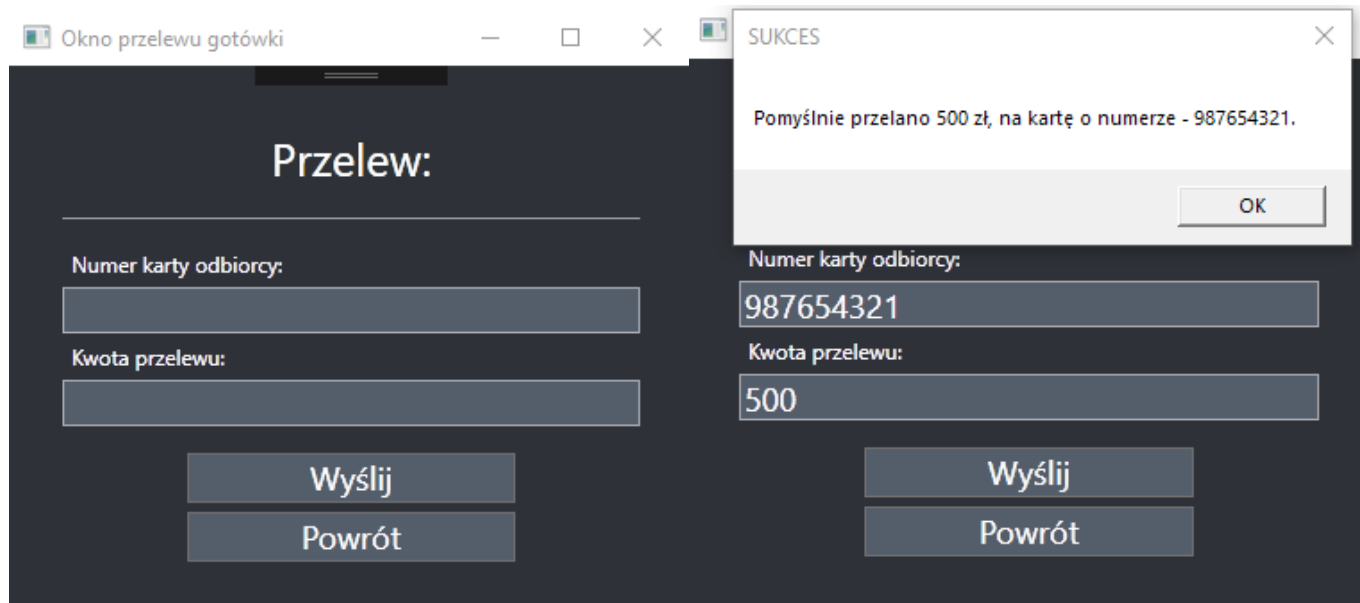 Okno przelewu gotówki
Przelew:
Numer karty odbiorcy:
Kwota przelewu:
Wyślij
Powrót
SUKCES
Pomyślnie przelano 500 zł, na kartę o numerze - 987654321.
OK
Numer karty odbiorcy:
987654321
Kwota przelewu:
500
Wyślij
Powrót